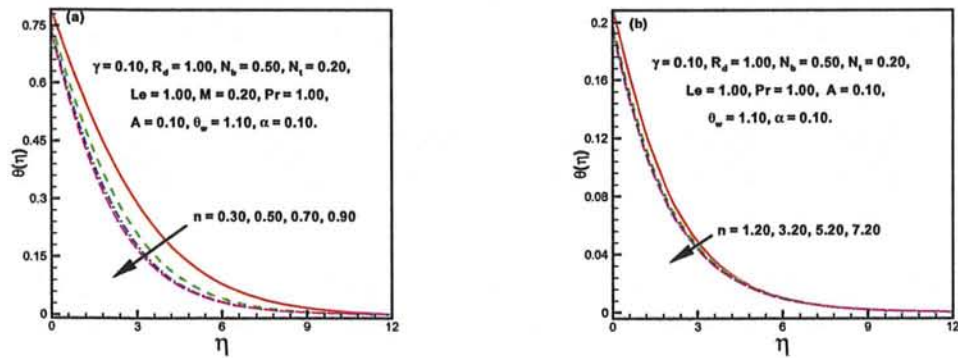 (a)
γ = 0.10, R_d = 1.00, N_b = 0.50, N_t = 0.20,
Le = 1.00, M = 0.20, Pr = 1.00,
A = 0.10, θ_w = 1.10, α = 0.10.
n = 0.30, 0.50, 0.70, 0.90
θ(η)
0.75
0.6
0.45
0.3
0.15
0
0 3 6 9 12
η
(b)
γ = 0.10, R_d = 1.00, N_b = 0.50, N_t = 0.20,
Le = 1.00, Pr = 1.00, A = 0.10,
θ_w = 1.10, α = 0.10.
n = 1.20, 3.20, 5.20, 7.20
θ(η)
0.2
0.16
0.12
0.08
0.04
0
0 3 6 9 12
η